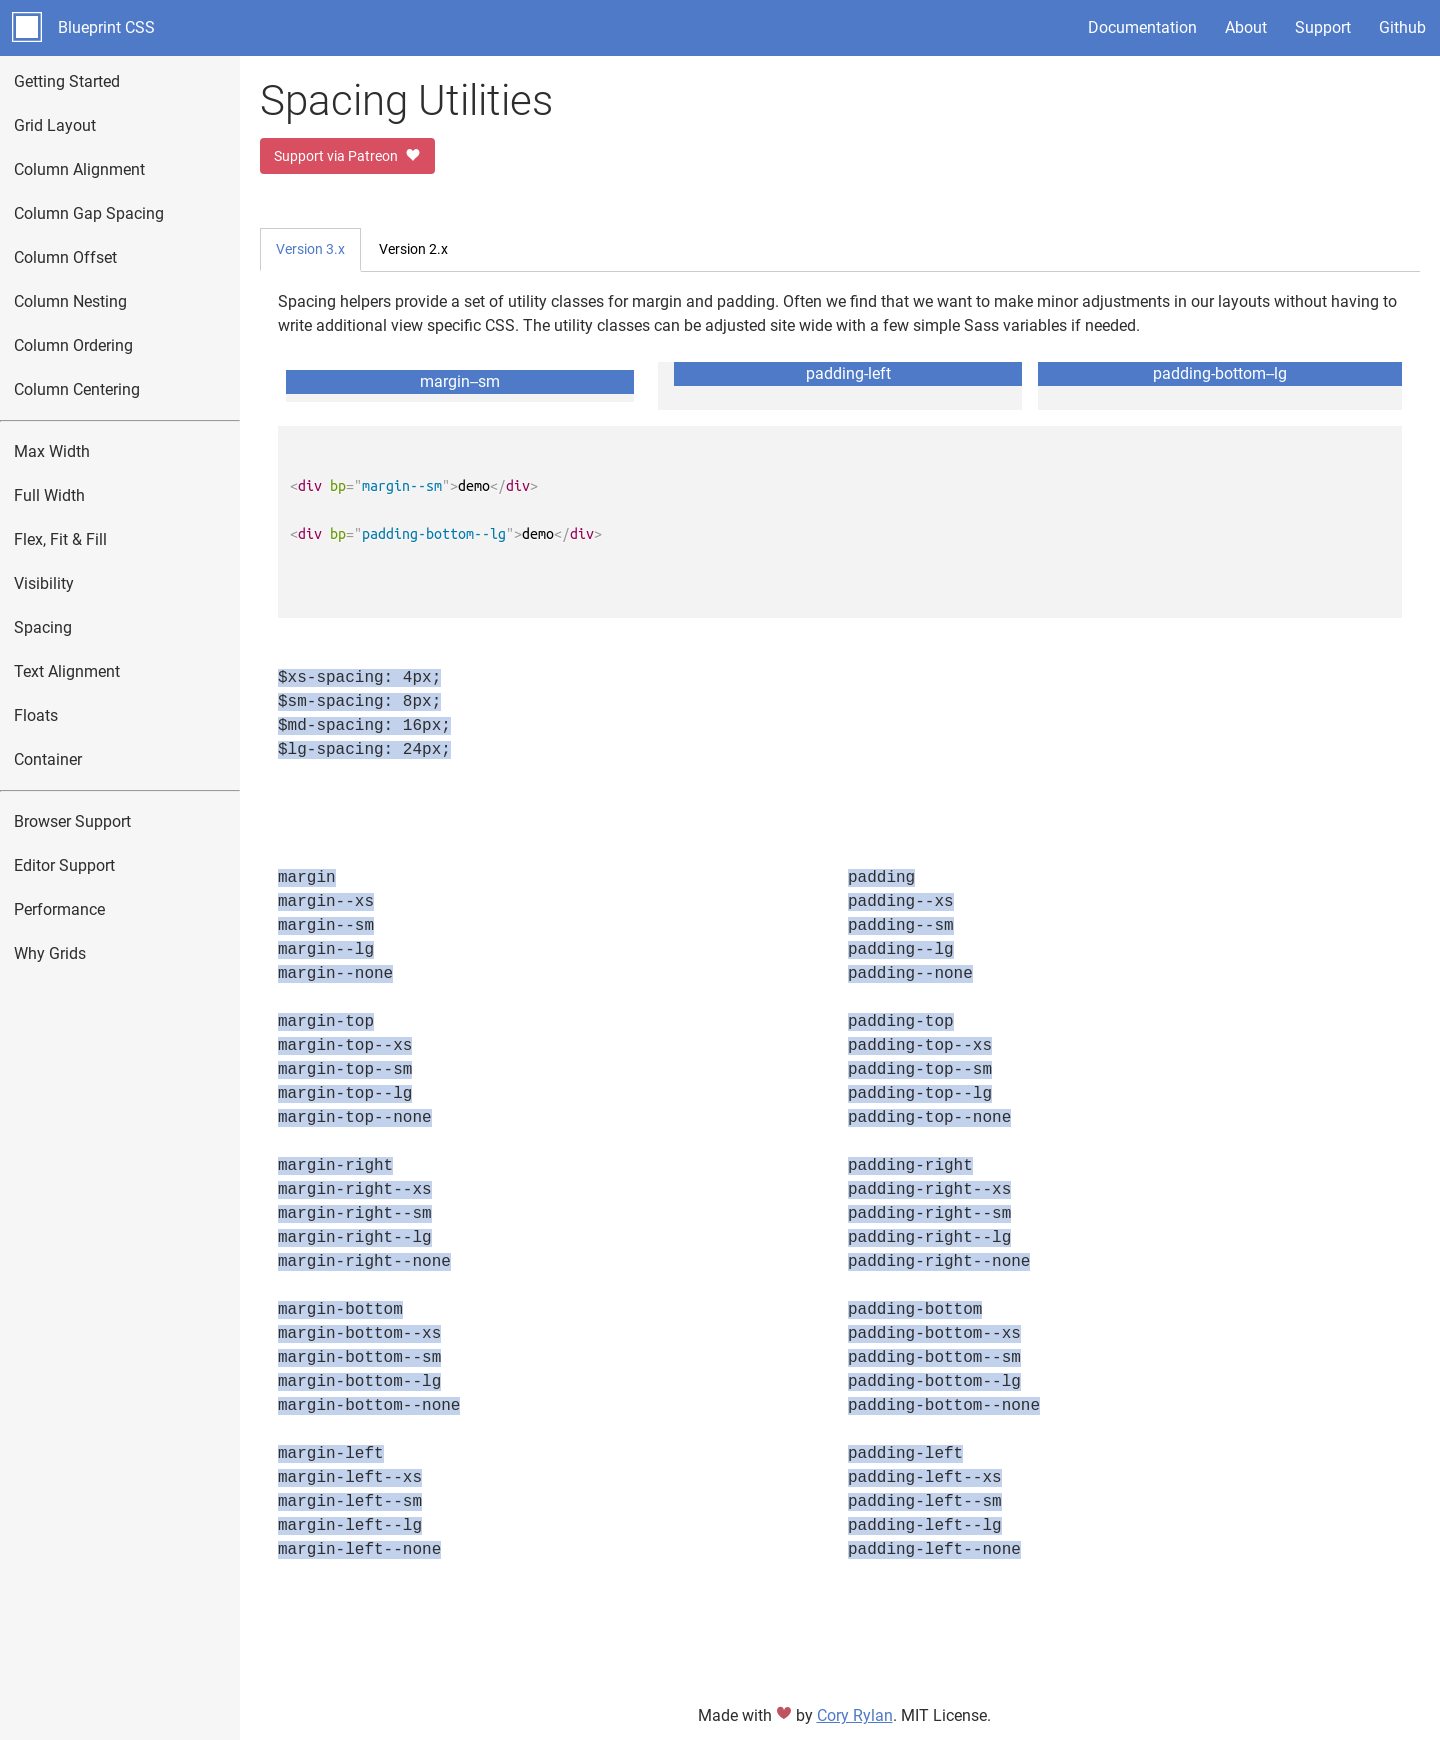 Blueprint CSS
Documentation About Support Github
Getting Started
Grid Layout
Column Alignment
Column Gap Spacing
Column Offset
Column Nesting
Column Ordering
Column Centering
Max Width
Full Width
Flex, Fit & Fill
Visibility
Spacing
Text Alignment
Floats
Container
Browser Support
Editor Support
Performance
Why Grids
Spacing Utilities
Support via Patreon
Version 3.x Version 2.x
Spacing helpers provide a set of utility classes for margin and padding. Often we find that we want to make minor adjustments in our layouts without having to
write additional view specific CSS. The utility classes can be adjusted site wide with a few simple Sass variables if needed.
margin–sm padding-left padding-bottom–lg
<div bp="margin--sm">demo</div>
<div bp="padding-bottom--lg">demo</div>
$xs-spacing: 4px;
$sm-spacing: 8px;
$md-spacing: 16px;
$lg-spacing: 24px;
margin
margin--xs
margin--sm
margin--lg
margin--none
margin-top
margin-top--xs
margin-top--sm
margin-top--lg
margin-top--none
margin-right
margin-right--xs
margin-right--sm
margin-right--lg
margin-right--none
margin-bottom
margin-bottom--xs
margin-bottom--sm
margin-bottom--lg
margin-bottom--none
margin-left
margin-left--xs
margin-left--sm
margin-left--lg
margin-left--none
padding
padding--xs
padding--sm
padding--lg
padding--none
padding-top
padding-top--xs
padding-top--sm
padding-top--lg
padding-top--none
padding-right
padding-right--xs
padding-right--sm
padding-right--lg
padding-right--none
padding-bottom
padding-bottom--xs
padding-bottom--sm
padding-bottom--lg
padding-bottom--none
padding-left
padding-left--xs
padding-left--sm
padding-left--lg
padding-left--none
Made with ♥ by Cory Rylan. MIT License.